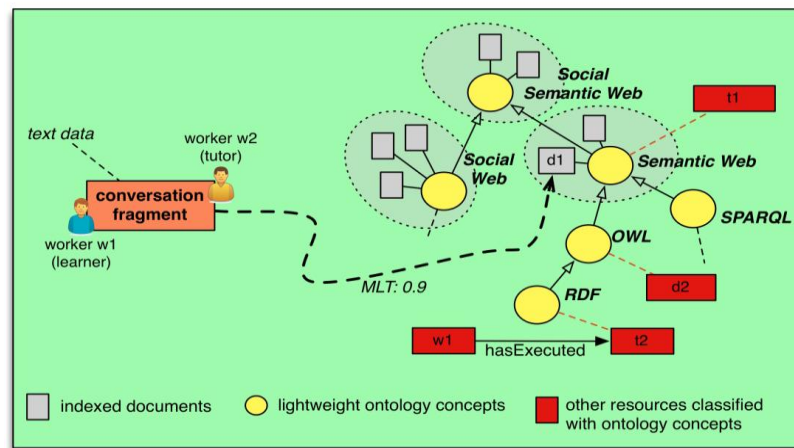 Social
Semantic Web
t1
text data
worker w2
(tutor)
conversation
fragment
worker w1
(learner)
Social
Web
d1
Semantic Web
SPARQL
OWL
MLT: 0.9
RDF
d2
w1
hasExecuted
t2
indexed documents
lightweight ontology concepts
other resources classified
with ontology concepts